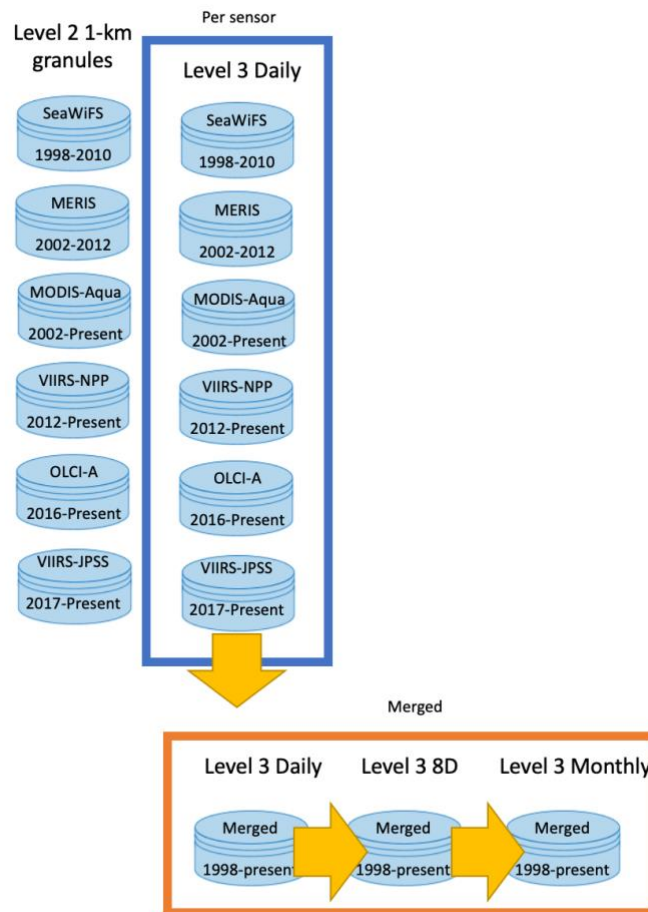 Level 2 1-km
granules
SeaWiFS
1998-2010
MERIS
2002-2012
MODIS-Aqua
2002-Present
VIIRS-NPP
2012-Present
OLCI-A
2016-Present
VIIRS-JPSS
2017-Present
Per sensor
Level 3 Daily
SeaWiFS
1998-2010
MERIS
2002-2012
MODIS-Aqua
2002-Present
VIIRS-NPP
2012-Present
OLCI-A
2016-Present
VIIRS-JPSS
2017-Present
Merged
Level 3 Daily
Merged
1998-present
Level 3 8D
Merged
1998-present
Level 3 Monthly
Merged
1998-present